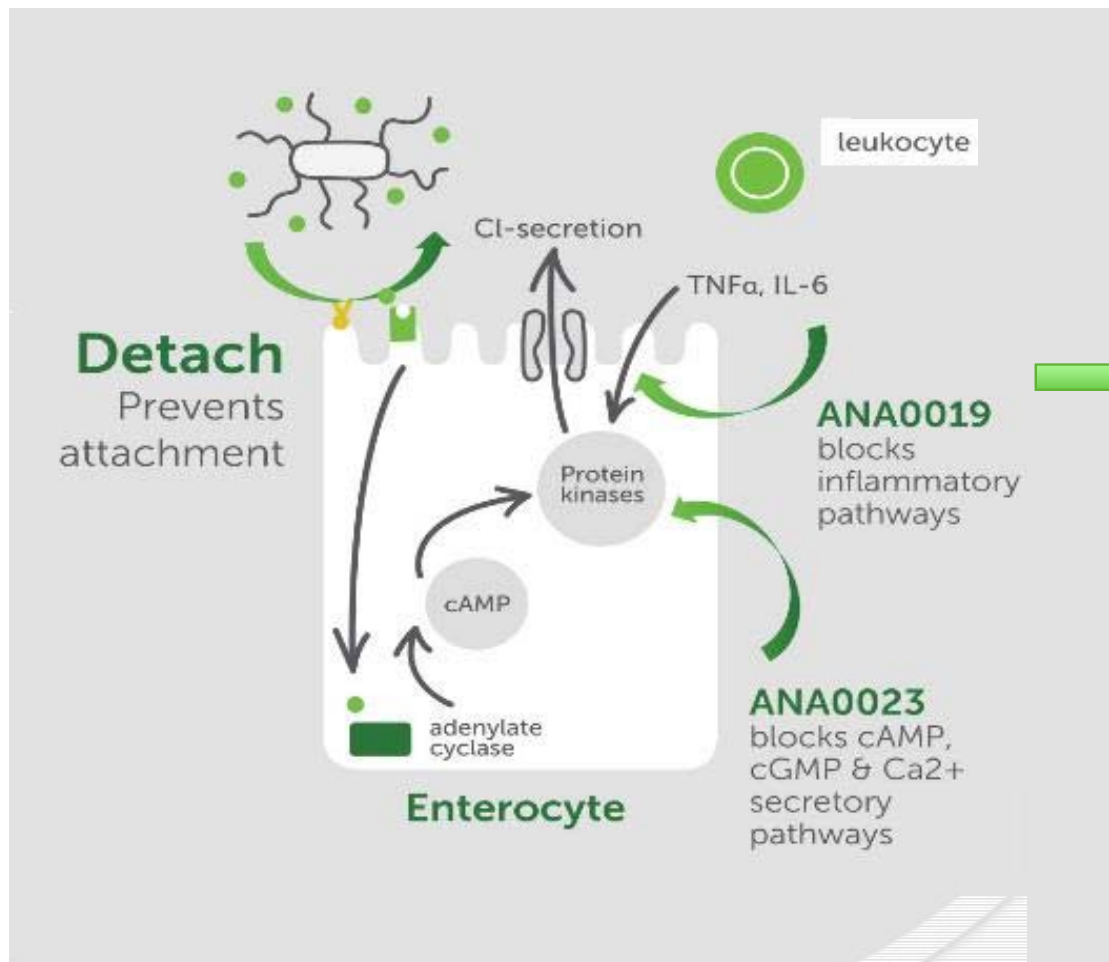 leukocyte
Cl-secretion
TNFα, IL-6
Detach
Prevents
attachment
ANA0019
blocks
inflammatory
pathways
Protein
kinases
cAMP
ANA0023
blocks cAMP,
cGMP & Ca2+
secretory
pathways
adenylate
cyclase
Enterocyte